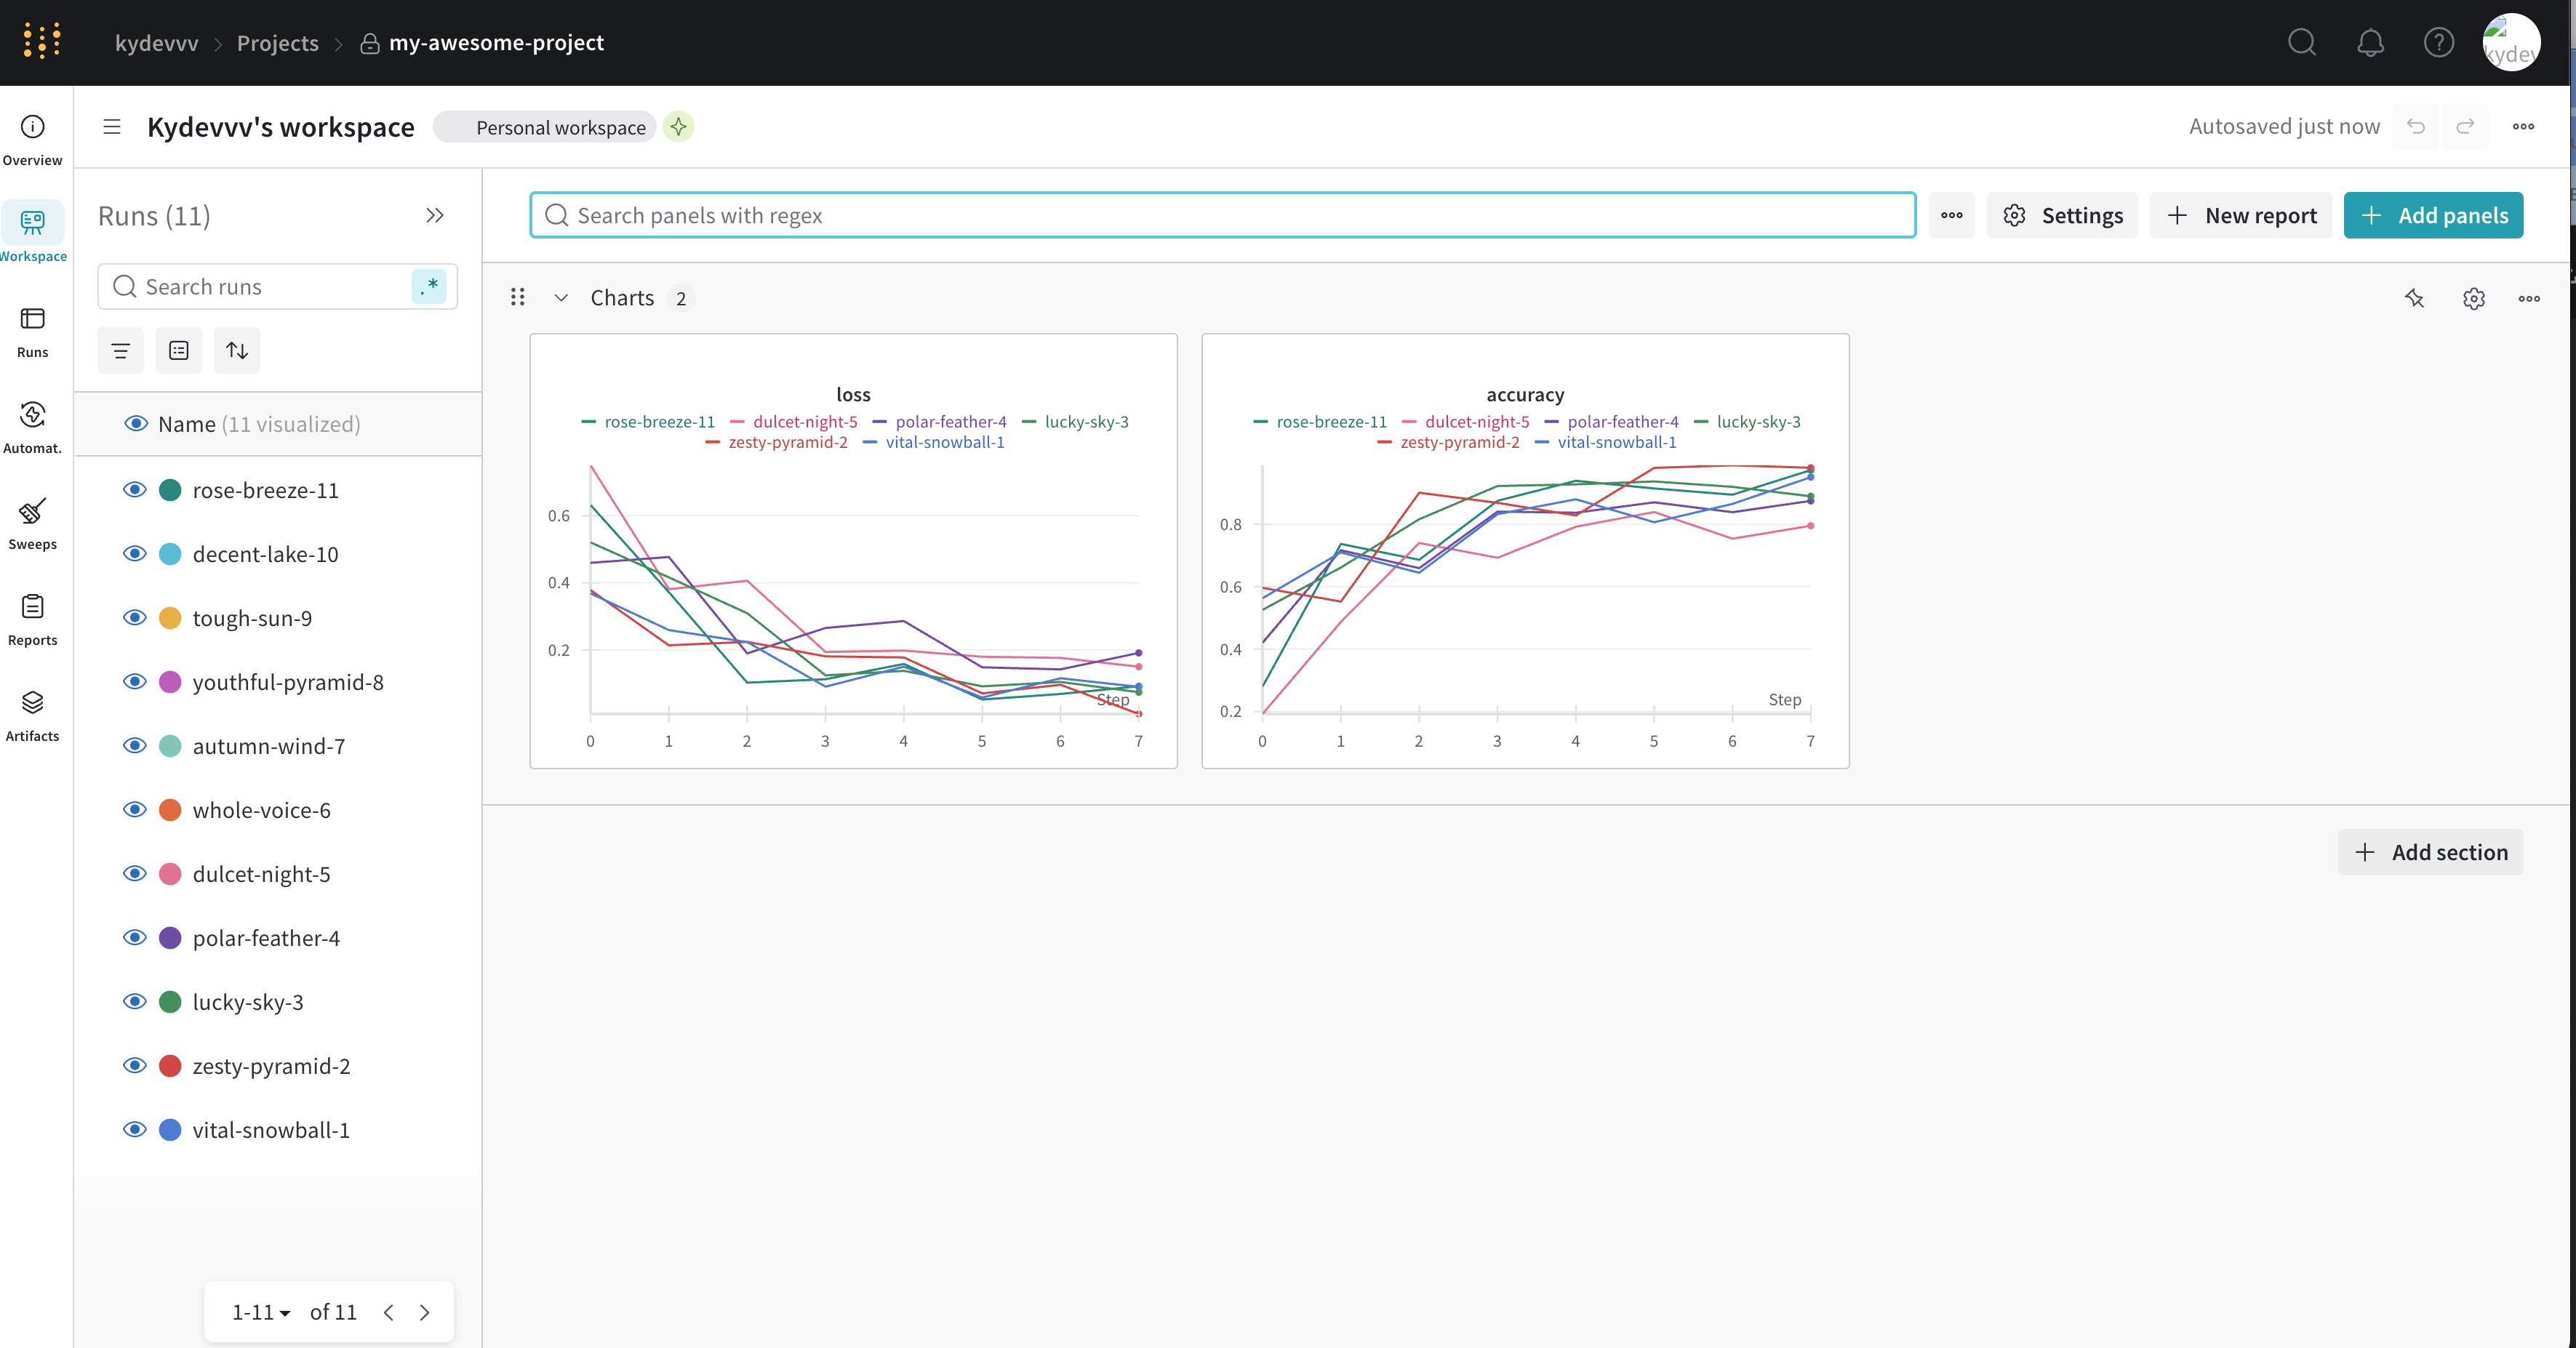 kydevvv > Projects > my-awesome-project
kydev
Kydevvv's workspace Personal workspace
Autosaved just now
Overview
Workspace
Runs
Automat.
Sweeps
Reports
Artifacts
Runs (11)
Search runs .*
Name (11 visualized)
rose-breeze-11
decent-lake-10
tough-sun-9
youthful-pyramid-8
autumn-wind-7
whole-voice-6
dulcet-night-5
polar-feather-4
lucky-sky-3
zesty-pyramid-2
vital-snowball-1
1-11 of 11
Search panels with regex
Settings
+ New report
+ Add panels
Charts 2
loss
rose-breeze-11 dulcet-night-5 polar-feather-4 lucky-sky-3
zesty-pyramid-2 vital-snowball-1
0.6
0.4
0.2
Step
0 1 2 3 4 5 6 7
accuracy
rose-breeze-11 dulcet-night-5 polar-feather-4 lucky-sky-3
zesty-pyramid-2 vital-snowball-1
0.8
0.6
0.4
0.2
Step
0 1 2 3 4 5 6 7
+ Add section